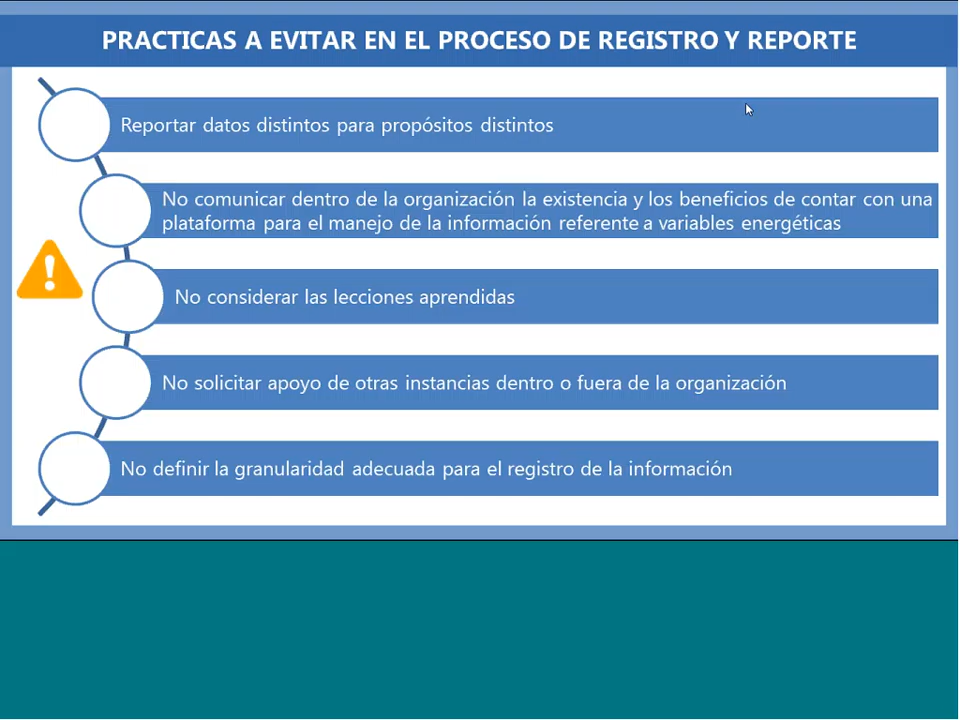 PRACTICAS A EVITAR EN EL PROCESO DE REGISTRO Y REPORTE
Reportar datos distintos para propósitos distintos
No comunicar dentro de la organización la existencia y los beneficios de contar con una
plataforma para el manejo de la información referente a variables energéticas
No considerar las lecciones aprendidas
No solicitar apoyo de otras instancias dentro o fuera de la organización
No definir la granularidad adecuada para el registro de la información